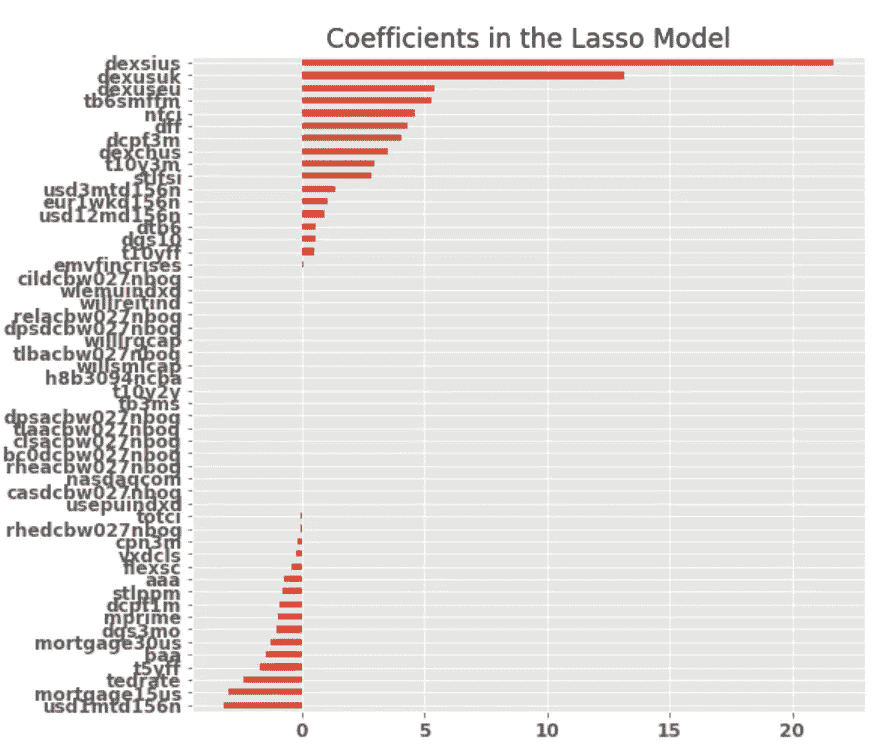 Coefficients in the Lasso Model
dexsius
dexusuk
dexuseu
tb6smffm
nfci
dff
dcpf3m
dexchus
t10y3m
stlfsi
usd3mtd156n
eur1wkd156n
usd12md156n
dtb6
dgs10
t10yff
emvfincrises
cildcbw027nbog
wlemuindxd
willreitind
relacbw027nbog
dpsdcbw027nbog
willlrgcap
tlbacbw027nbog
willsmlcap
h8b3094ncba
t10y2y
tb3ms
dpsacbw027nbog
tlaacbw027nbog
clsacbw027nbog
bc0dcbw027nbog
rheacbw027nbog
nasdaqcom
casdcbw027nbog
usepuindxd
totci
rhedcbw027nbog
cpn3m
vxdcls
flexsc
aaa
stlppm
dcpf1m
mprime
dgs3mo
mortgage30us
baa
t5yff
tedrate
mortgage15us
usd1mtd156n
0 5 10 15 20